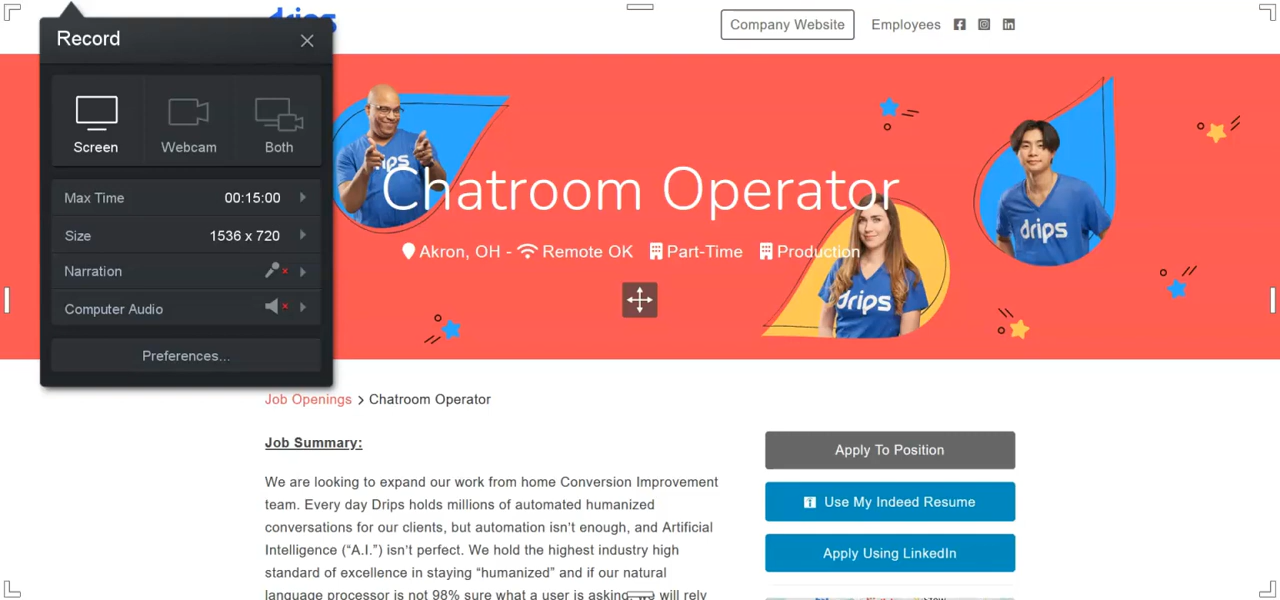 drips
Company Website
Employees
Record
Screen
Webcam
Both
Max Time 00:15:00
Size 1536 x 720
Narration
Computer Audio
Preferences...
drips
drips
drips
Chatroom Operator
Akron, OH - Remote OK Part-Time Production
Job Openings > Chatroom Operator
Job Summary:
We are looking to expand our work from home Conversion Improvement
team. Every day Drips holds millions of automated humanized
conversations for our clients, but automation isn't enough, and Artificial
Intelligence ("A.I.") isn't perfect. We hold the highest industry high
standard of excellence in staying "humanized" and if our natural
language processor is not 98% sure what a user is asking, we will rely
Apply To Position
Use My Indeed Resume
Apply Using LinkedIn